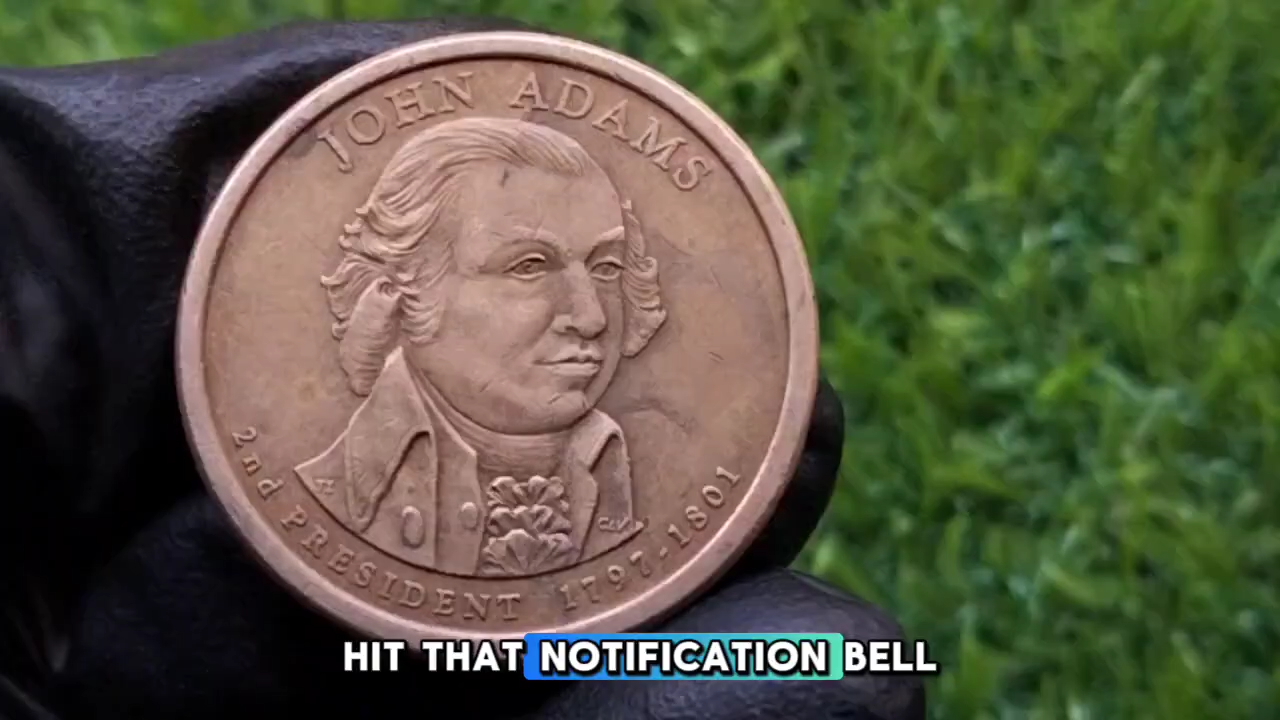 JOHN ADAMS
2nd PRESIDENT 1797-1801
HIT THAT NOTIFICATION BELL